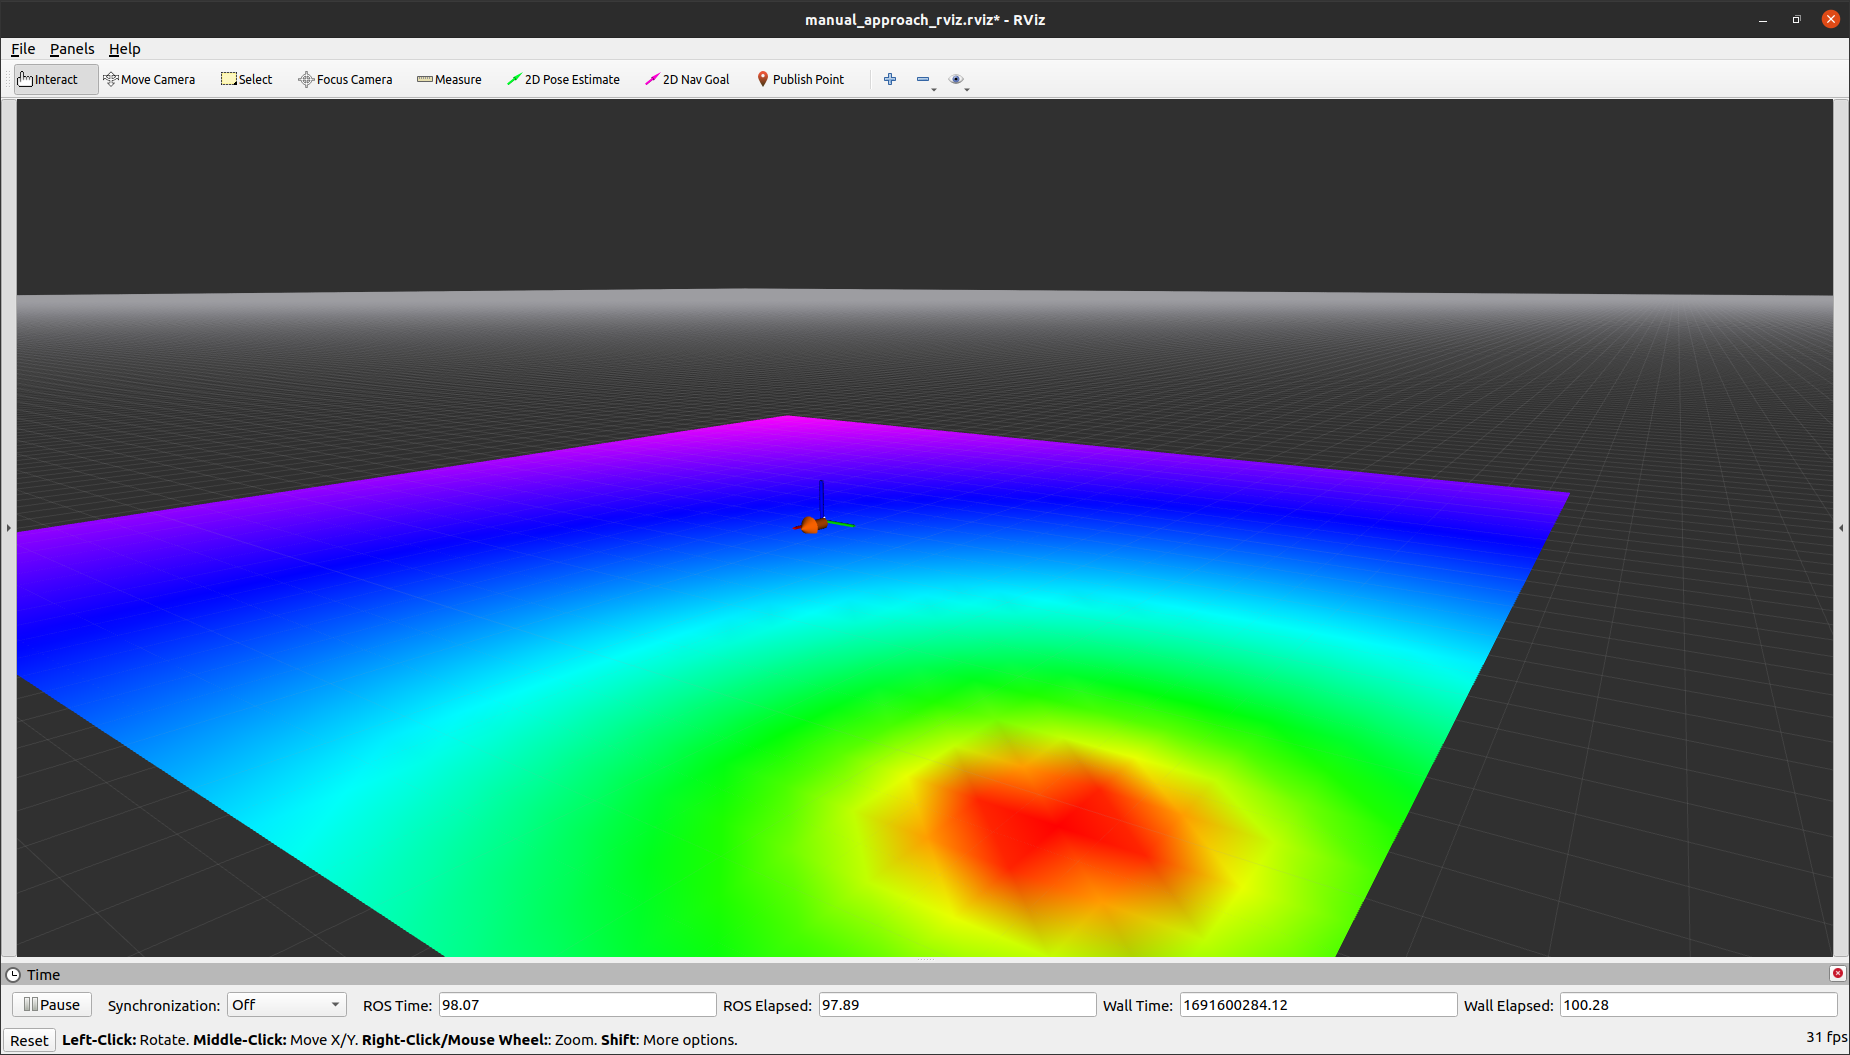 manual_approach_rviz.rviz* - RViz
File Panels Help
Interact Move Camera Select Focus Camera Measure 2D Pose Estimate 2D Nav Goal Publish Point
Time
Pause Synchronization: Off ROS Time: 98.07 ROS Elapsed: 97.89 Wall Time: 1691600284.12 Wall Elapsed: 100.28
Reset Left-Click: Rotate. Middle-Click: Move X/Y. Right-Click/Mouse Wheel:: Zoom. Shift: More options. 31 fps